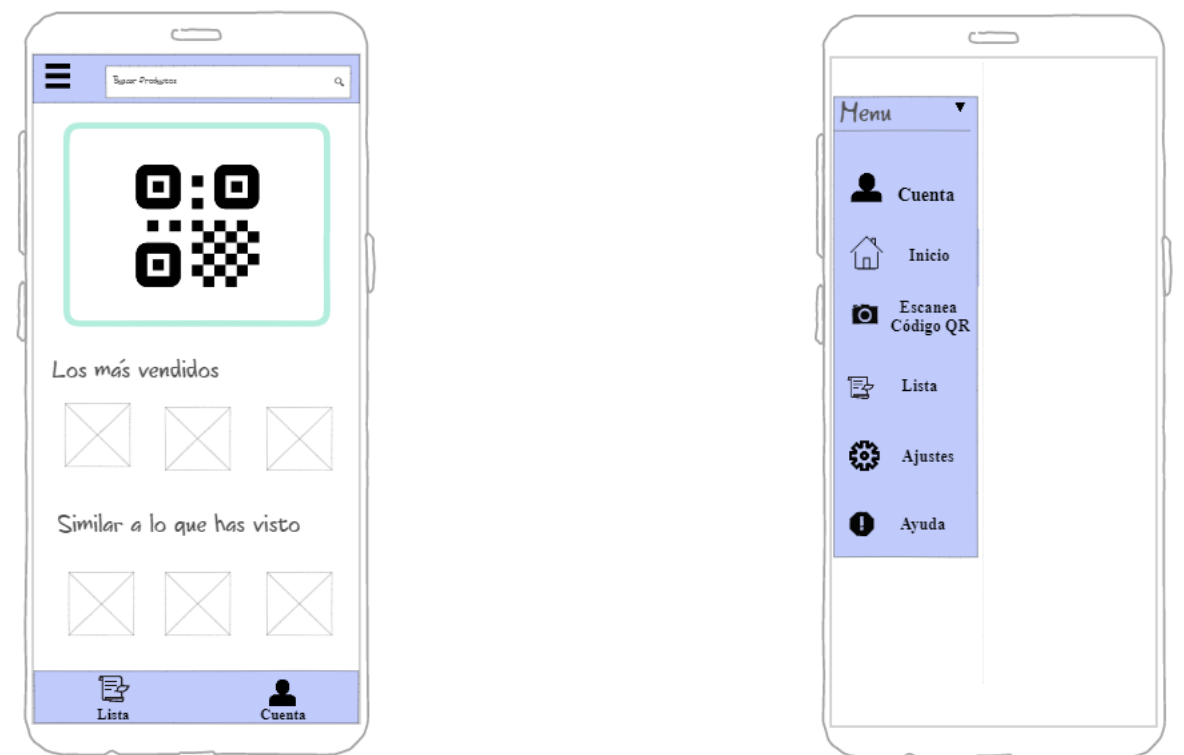 Buscar Productos
Los más vendidos
Similar a lo que has visto
Lista
Cuenta
Menu
Cuenta
Inicio
Escanea
Código QR
Lista
Ajustes
Ayuda